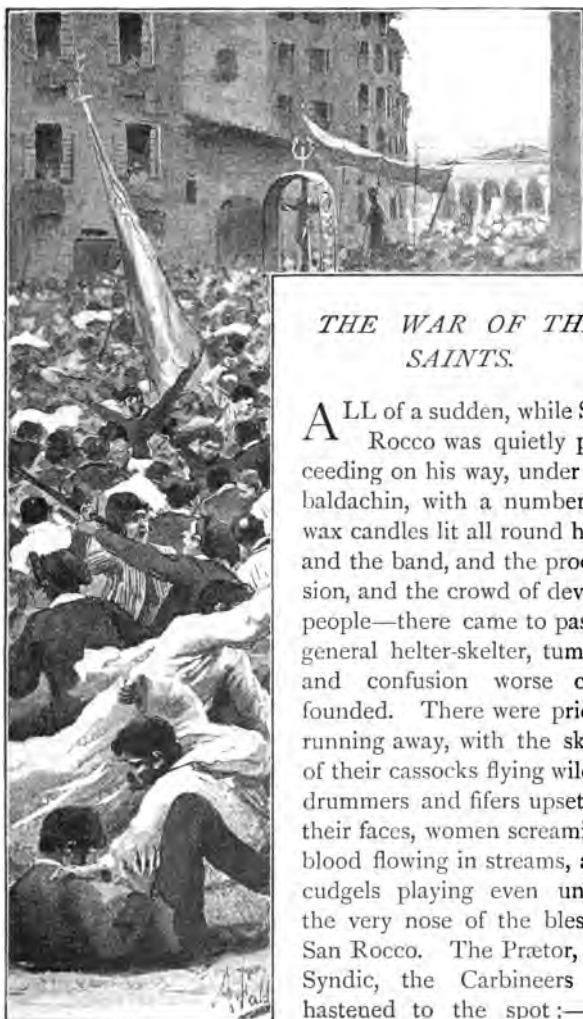 THE WAR OF TH
SAINTS.
ALL of a sudden, while S
Rocco was quietly p
ceeding on his way, under
baldachin, with a number
wax candles lit all round h
and the band, and the proc
sion, and the crowd of dev
people—there came to pas
general helter-skelter, tum
and confusion worse c
founded. There were prie
running away, with the sk
of their cassocks flying wild
drummers and fifers upset
their faces, women screami
blood flowing in streams, a
cudgels playing even un
the very nose of the bles
San Rocco. The Prætor,
Syndic, the Carbineers
hastened to the spot:—